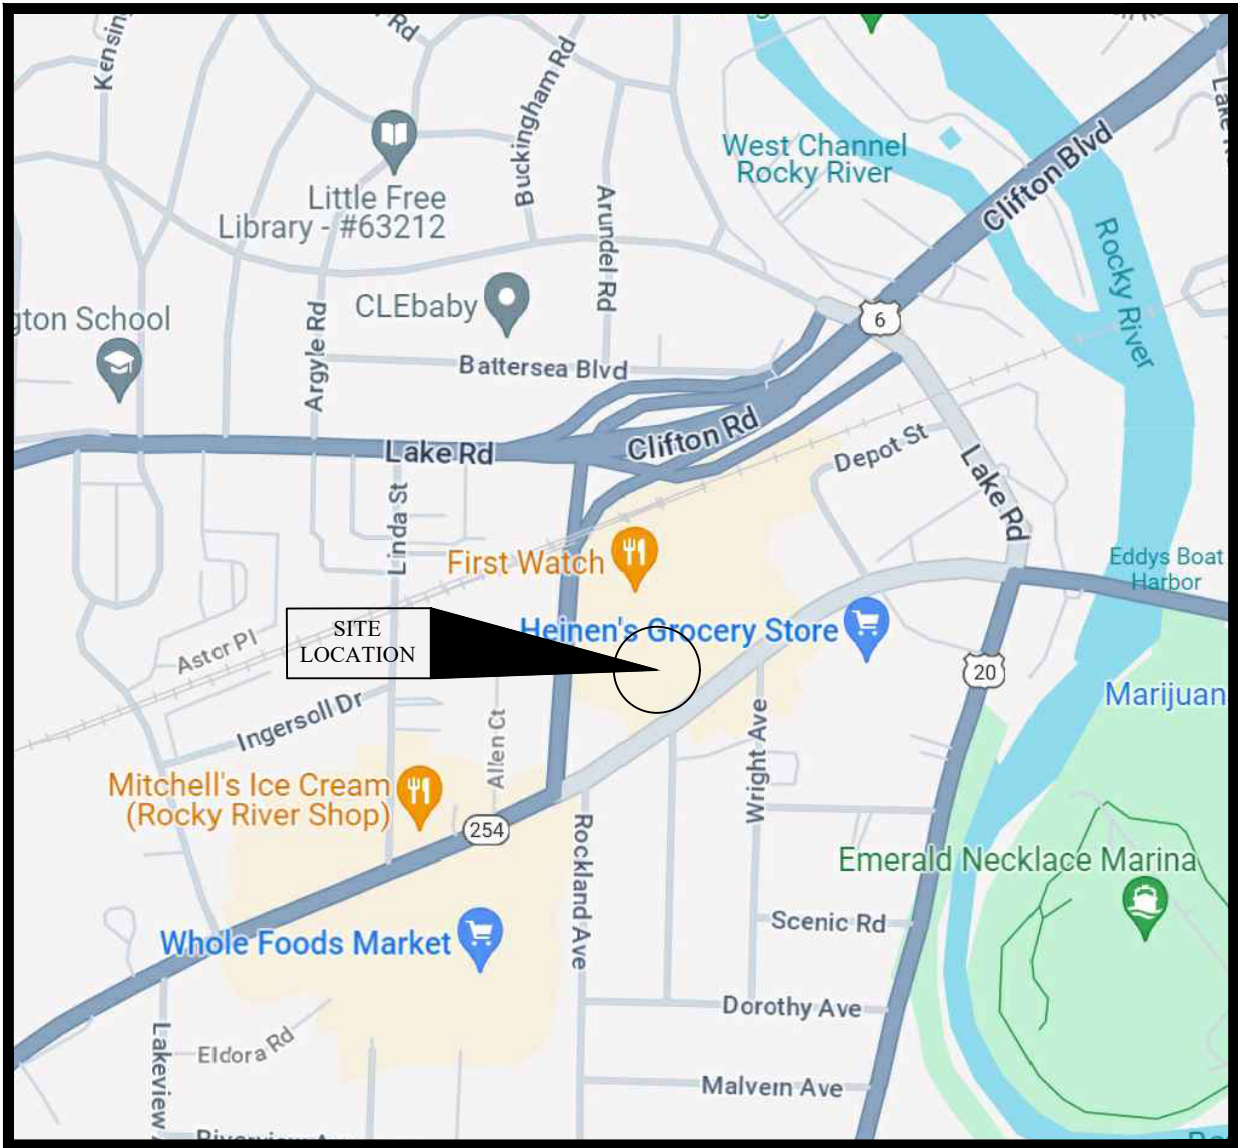 Kensin
Rd
Buckingham Rd
West Channel
Rocky River
Clifton Blvd
Little Free
Library - #63212
Arundel Rd
Rocky River
CLEbaby
gton School
6
Argyle Rd
Battersea Blvd
Clifton Rd
Lake Rd
Depot St
Lake Rd
Linda St
First Watch
Eddys Boat
Harbor
SITE
LOCATION
Heinen's Grocery Store
Astor Pl
20
Marijuan
Ingersoll Dr
Allen Ct
Wright Ave
Mitchell's Ice Cream
(Rocky River Shop)
254
Rockland Ave
Emerald Necklace Marina
Scenic Rd
Whole Foods Market
Dorothy Ave
Lakeview
Eldora Rd
Malvern Ave